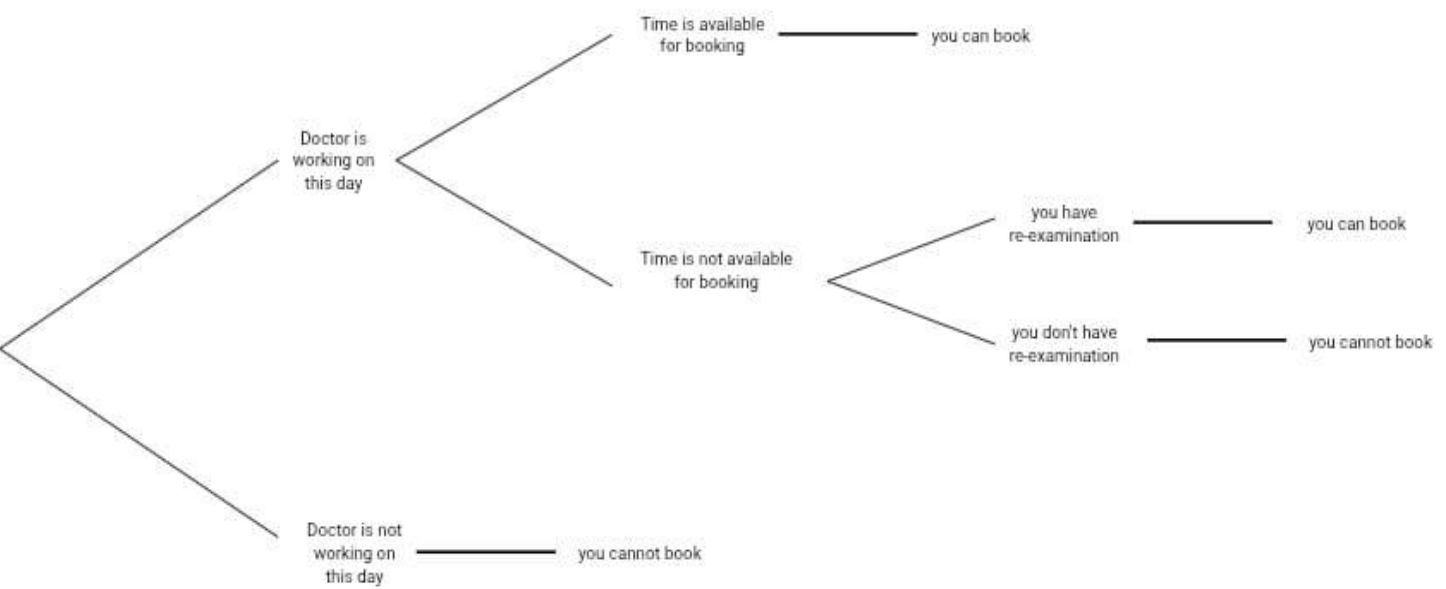 Time is available
for booking
you can book
Doctor is
working on
this day
you have
re-examination
you can book
Time is not available
for booking
you don't have
re-examination
you cannot book
Doctor is not
working on
this day
you cannot book